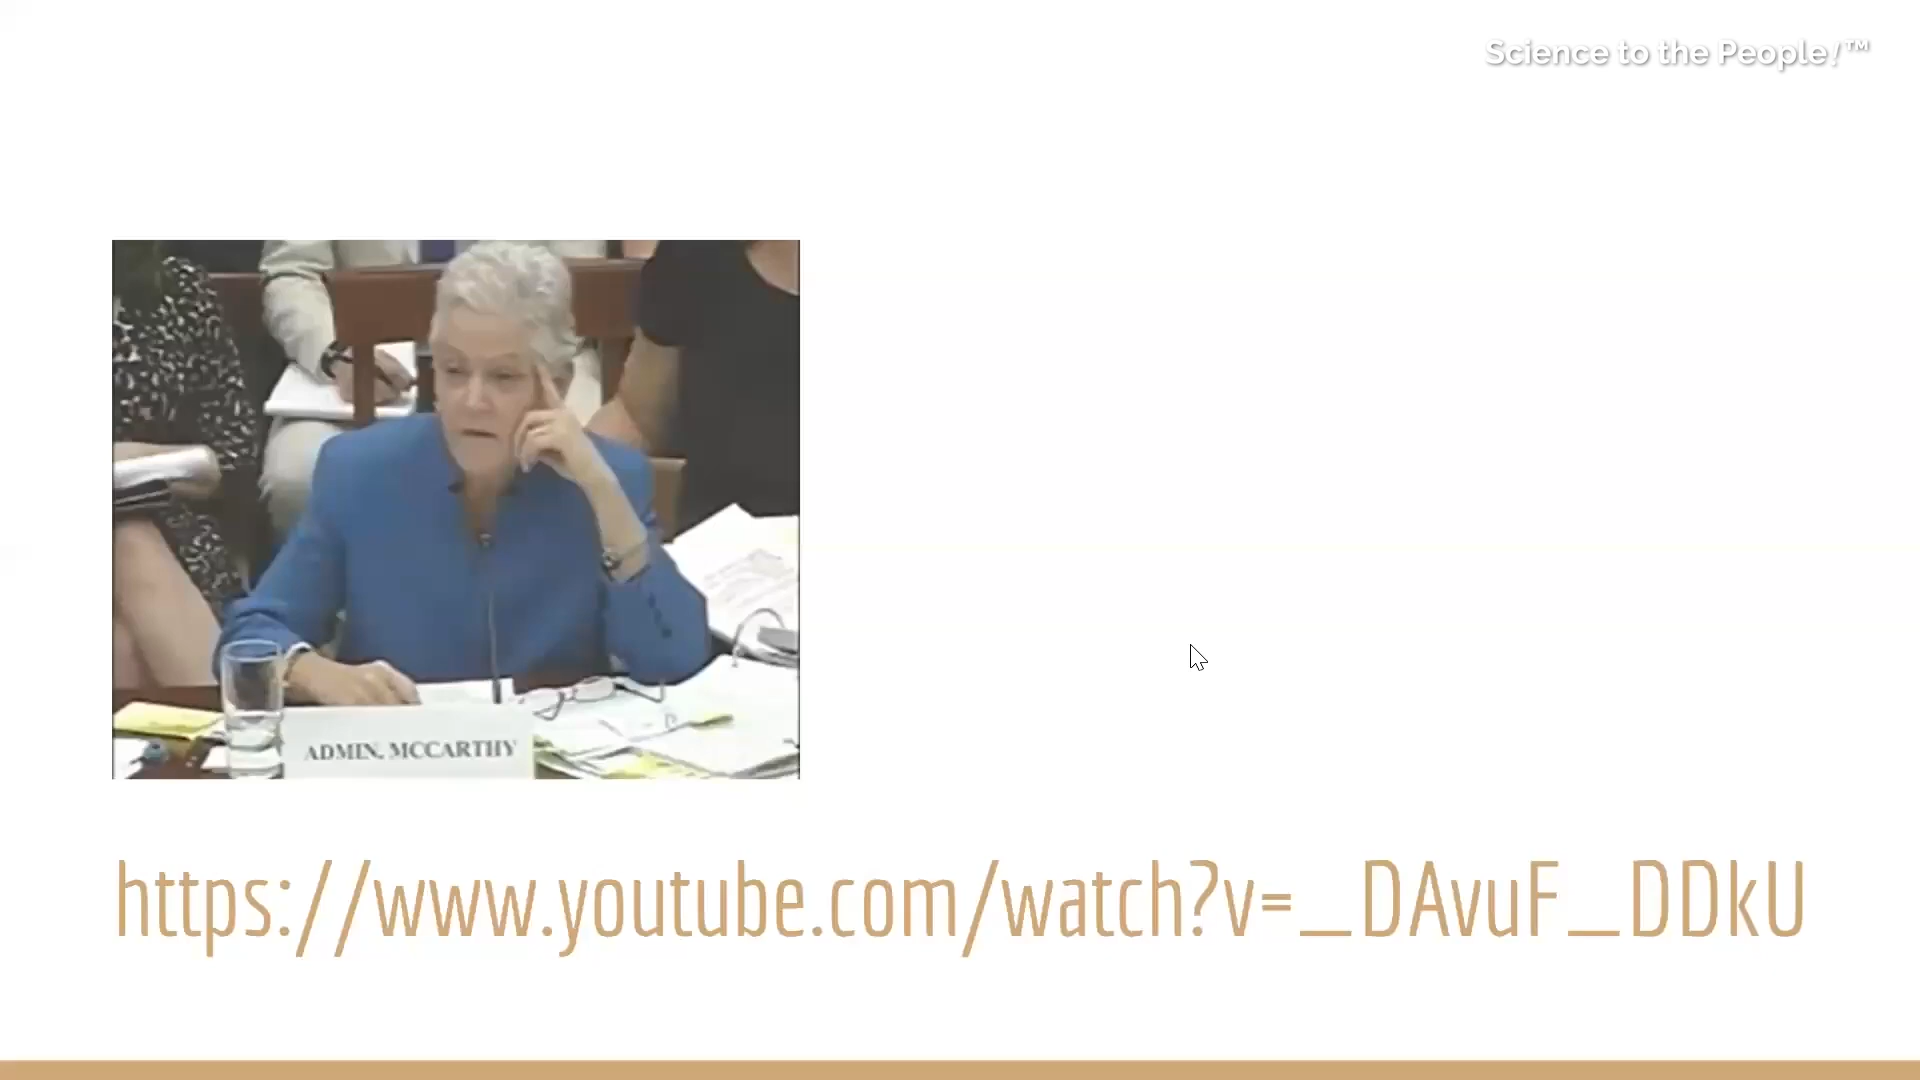 Science to the People!™
ADMIN. MCCARTHY
https://www.youtube.com/watch?v=_DAvuF_DDkU